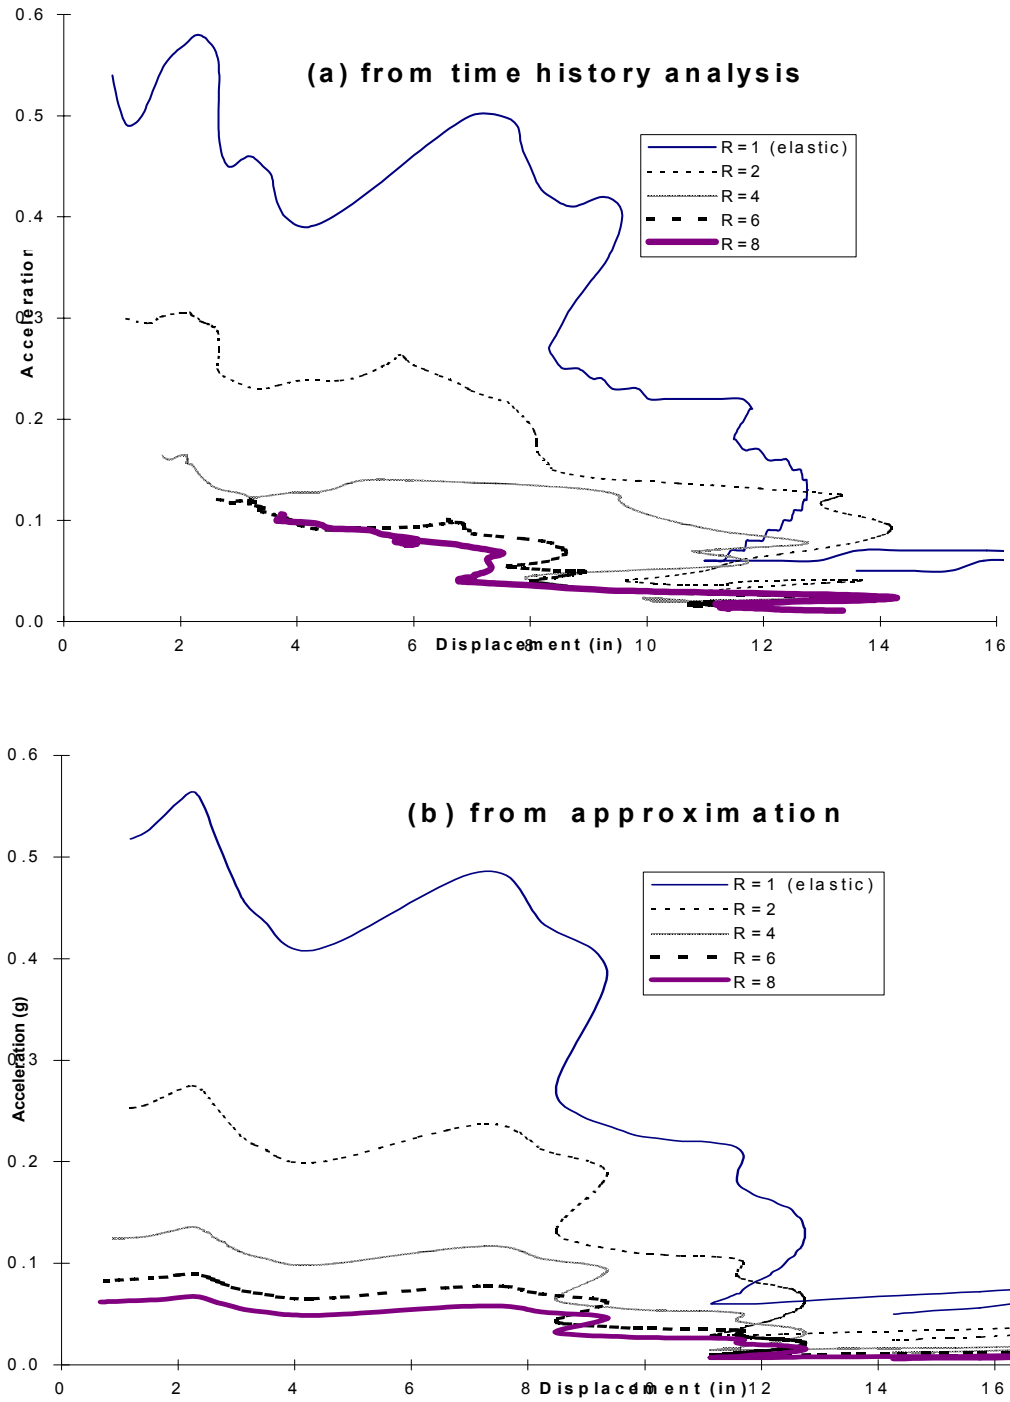 0.6
(a) from time history analysis
0.5
R=1 (elastic)
R=2
R=4
R=6
R=8
0.4
Acceleration
0.3
0.2
0.1
0.0
0 2 4 6 8 10 12 14 16
Displacement (in)
0.6
(b) from approximation
0.5
R=1 (elastic)
R=2
R=4
R=6
R=8
0.4
Acceleration (g)
0.3
0.2
0.1
0.0
0 2 4 6 8 10 12 14 16
Displacement (in)